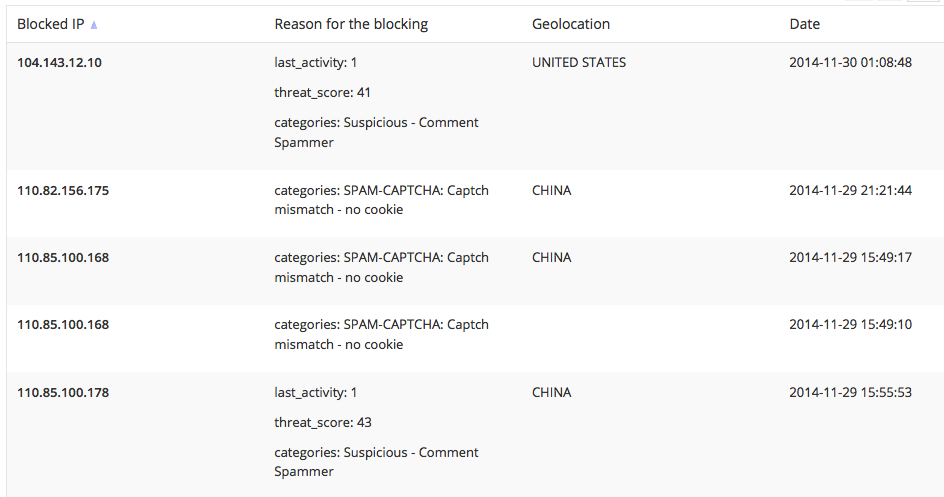 Blocked IP Reason for the blocking Geolocation Date
104.143.12.10 last_activity: 1 UNITED STATES 2014-11-30 01:08:48
threat_score: 41
categories: Suspicious - Comment
Spammer
110.82.156.175 categories: SPAM-CAPTCHA: Captch CHINA 2014-11-29 21:21:44
mismatch - no cookie
110.85.100.168 categories: SPAM-CAPTCHA: Captch CHINA 2014-11-29 15:49:17
mismatch - no cookie
110.85.100.168 categories: SPAM-CAPTCHA: Captch 2014-11-29 15:49:10
mismatch - no cookie
110.85.100.178 last_activity: 1 CHINA 2014-11-29 15:55:53
threat_score: 43
categories: Suspicious - Comment
Spammer